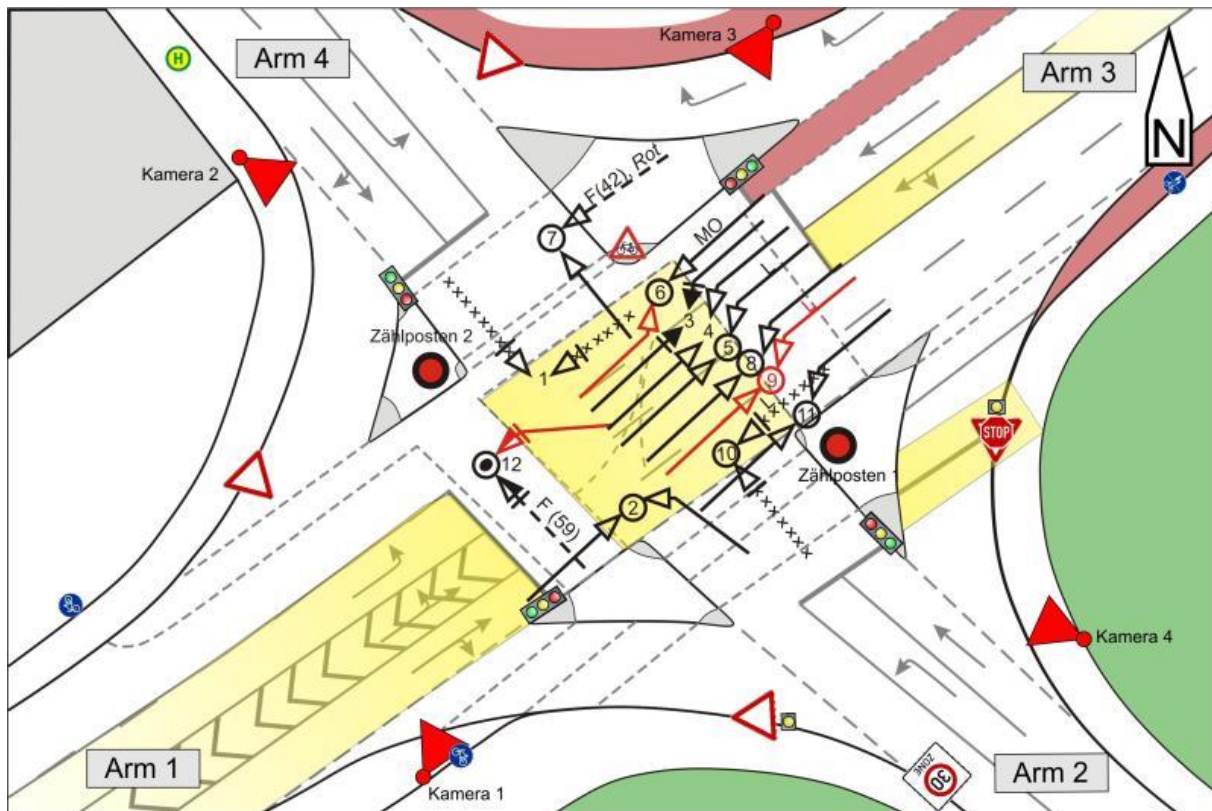 Kamera 3
Arm 4
Arm 3
H
N
Kamera 2
F(42), Rot
7
MO
6
L
3
4
Zählposten 2
5
8
L
1
9
11
STOP
12
10
L
Zählposten 1
2
F (59)
Kamera 4
Arm 1
Arm 2
30
ZONE
Kamera 1